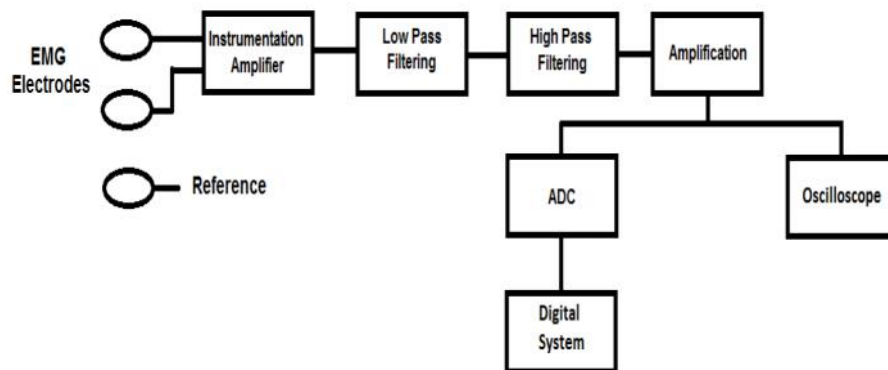 EMG
Electrodes
Instrumentation
Amplifier
Low Pass
Filtering
High Pass
Filtering
Amplification
Reference
ADC
Oscilloscope
Digital
System